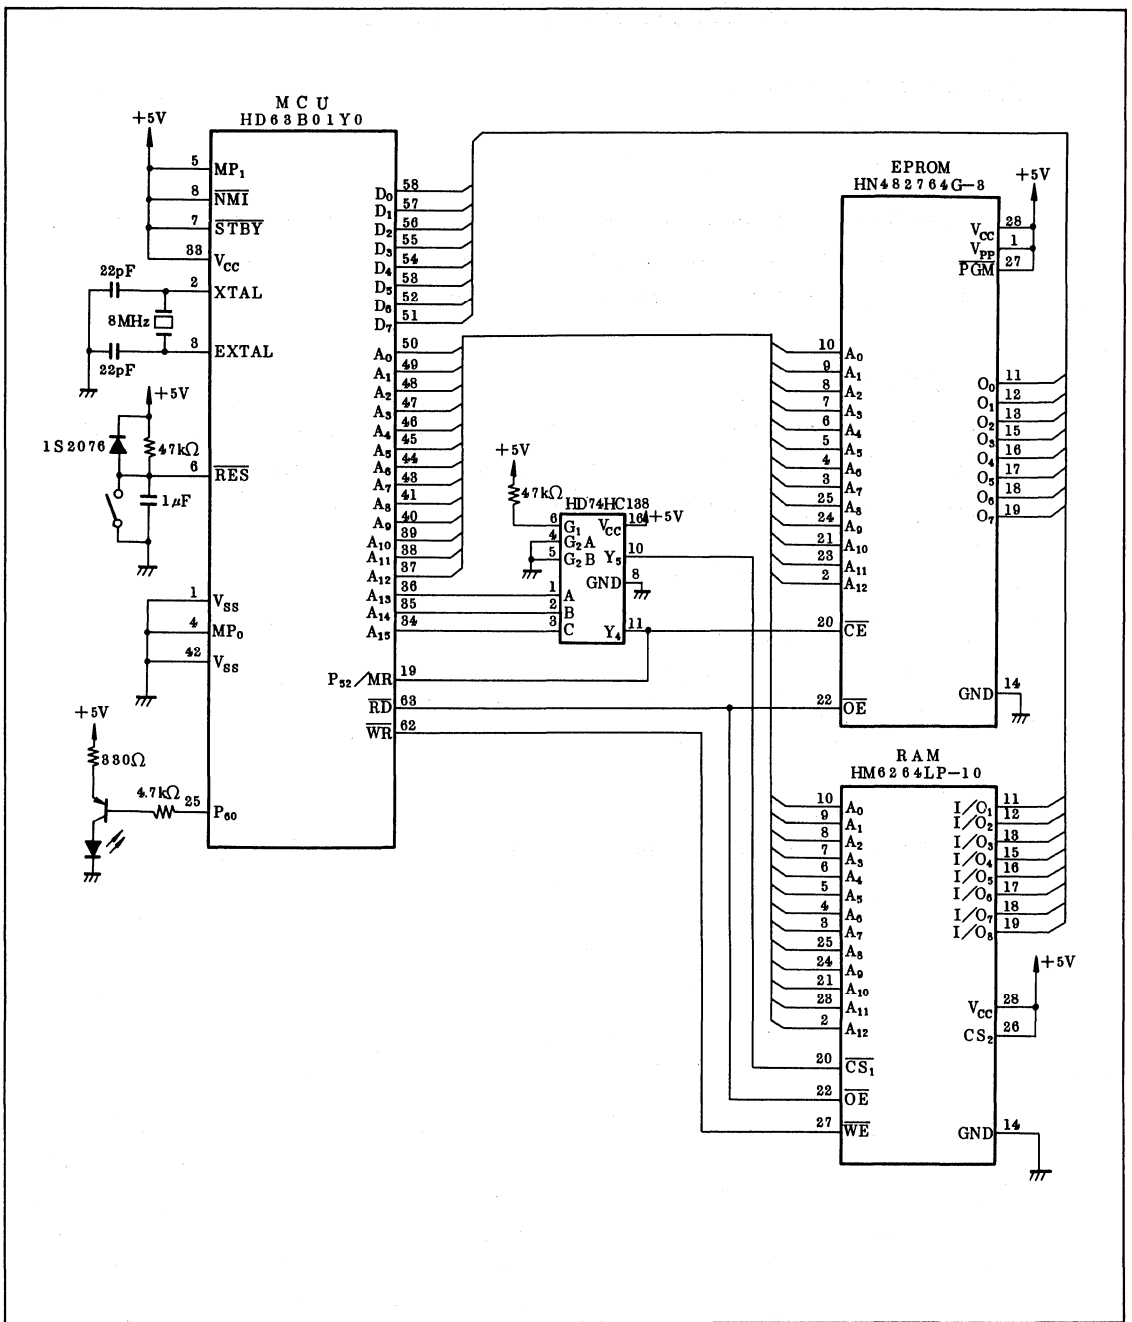 MCU
HD63B01Y0
+5V
5 MP1
8 NMI
7 STBY
33 VCC
22pF
2 XTAL
8MHz
3 EXTAL
22pF
+5V
1S2076
47kΩ
6 RES
1μF
1 VSS
4 MP0
42 VSS
+5V
330Ω
4.7kΩ
25 P60
D0 58
D1 57
D2 56
D3 55
D4 54
D5 53
D6 52
D7 51
A0 50
A1 49
A2 48
A3 47
A4 46
A5 45
A6 44
A7 43
A8 41
A9 40
A10 39
A11 38
A12 37
A13 36
A14 35
A15 34
P52/MR 19
RD 63
WR 62
+5V
47kΩ
HD74HC138
6 G1
4 G2A
5 G2B
1 A
2 B
3 C
VCC 16 +5V
Y5 10
GND 8
Y4 11
EPROM
HN482764G-3
+5V
VCC 28
VPP 1
PGM 27
10 A0
9 A1
8 A2
7 A3
6 A4
5 A5
4 A6
3 A7
25 A8
24 A9
21 A10
23 A11
2 A12
20 CE
22 OE
O0 11
O1 12
O2 13
O3 15
O4 16
O5 17
O6 18
O7 19
GND 14
RAM
HM6264LP-10
10 A0
9 A1
8 A2
7 A3
6 A4
5 A5
4 A6
3 A7
25 A8
24 A9
21 A10
23 A11
2 A12
20 CS1
22 OE
27 WE
I/O1 11
I/O2 12
I/O3 13
I/O4 15
I/O5 16
I/O6 17
I/O7 18
I/O8 19
+5V
VCC 28
CS2 26
GND 14